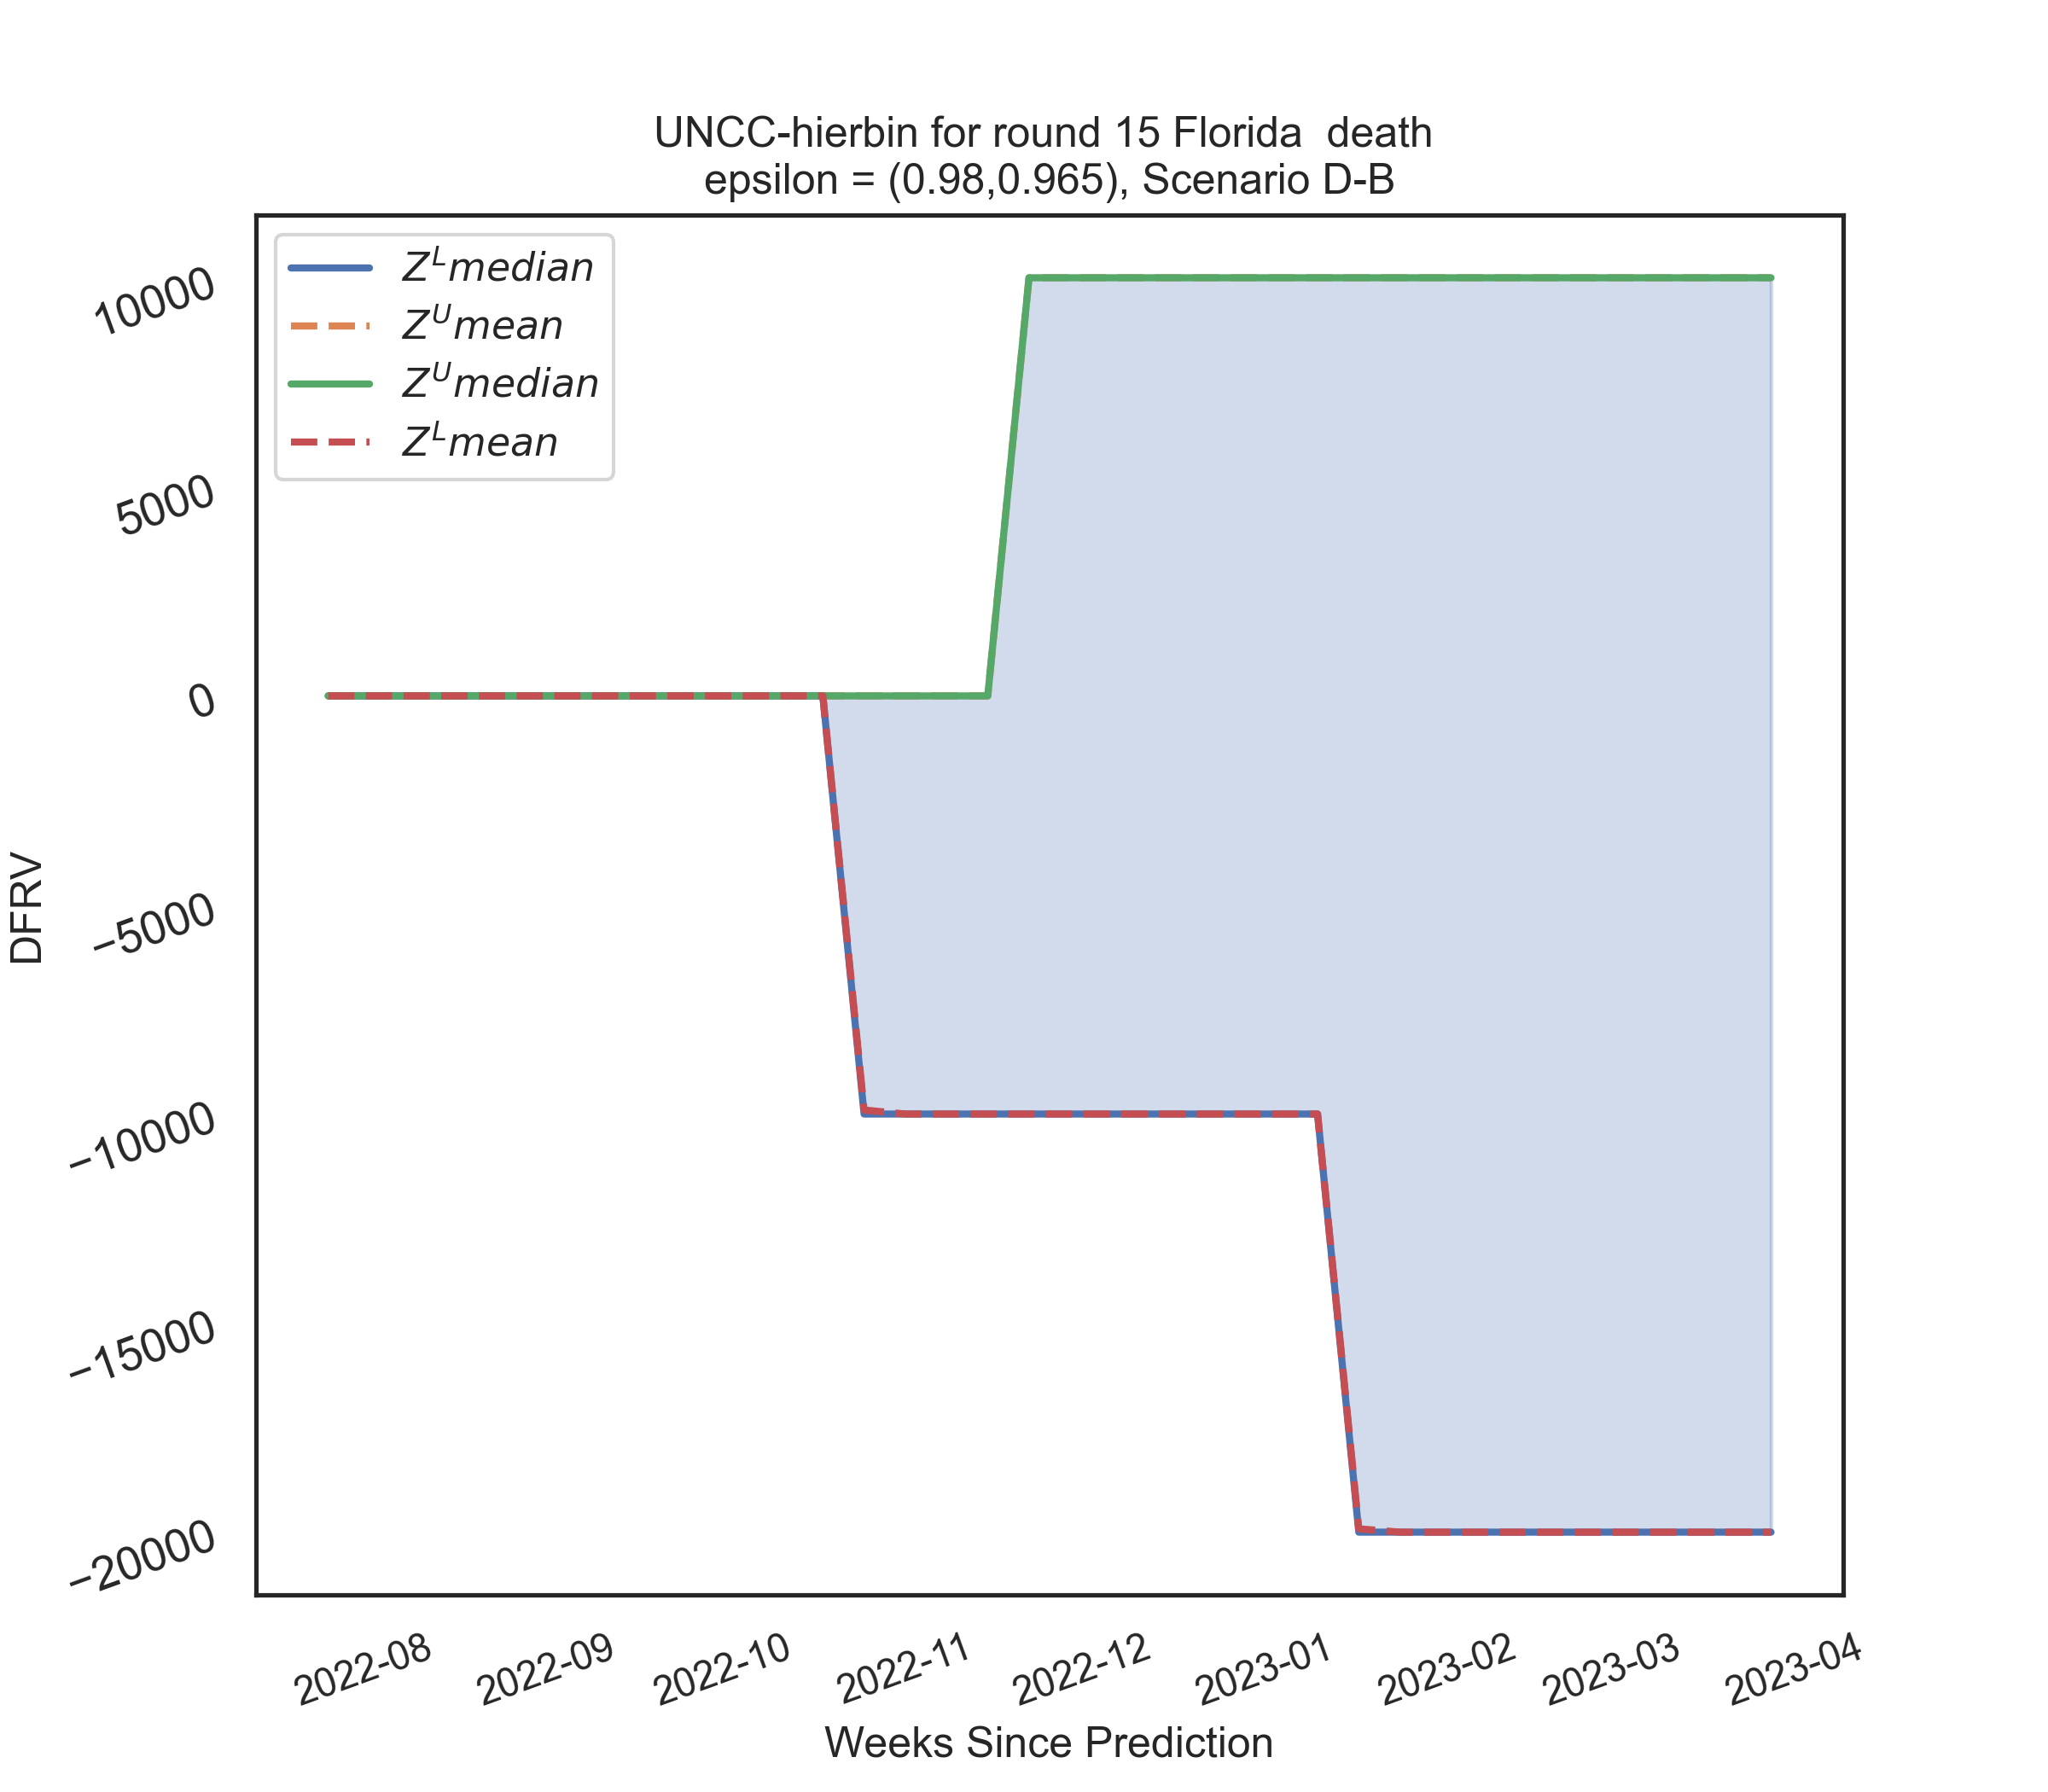 UNCC-hierbin for round 15 Florida  death
epsilon = (0.98,0.965), Scenario D-B
Z^L median
Z^U mean
Z^U median
Z^L mean
10000
5000
0
−5000
−10000
−15000
−20000
DFRV
2022-08
2022-09
2022-10
2022-11
2022-12
2023-01
2023-02
2023-03
2023-04
Weeks Since Prediction